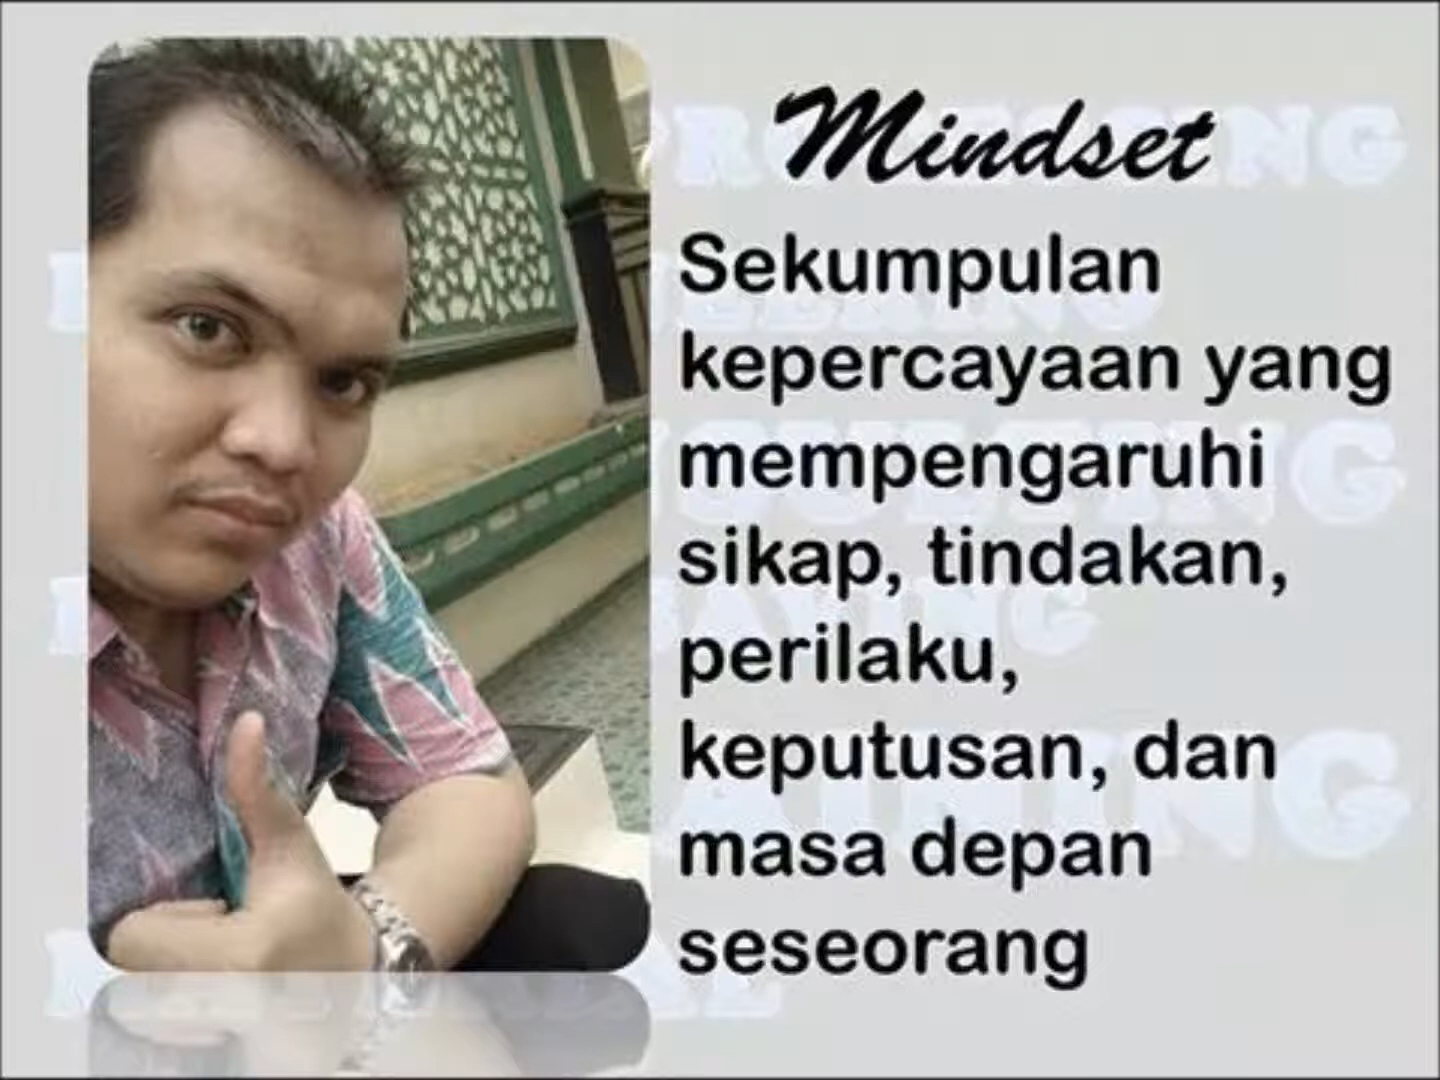 Mindset
Sekumpulan
kepercayaan yang
mempengaruhi
sikap, tindakan,
perilaku,
keputusan, dan
masa depan
seseorang